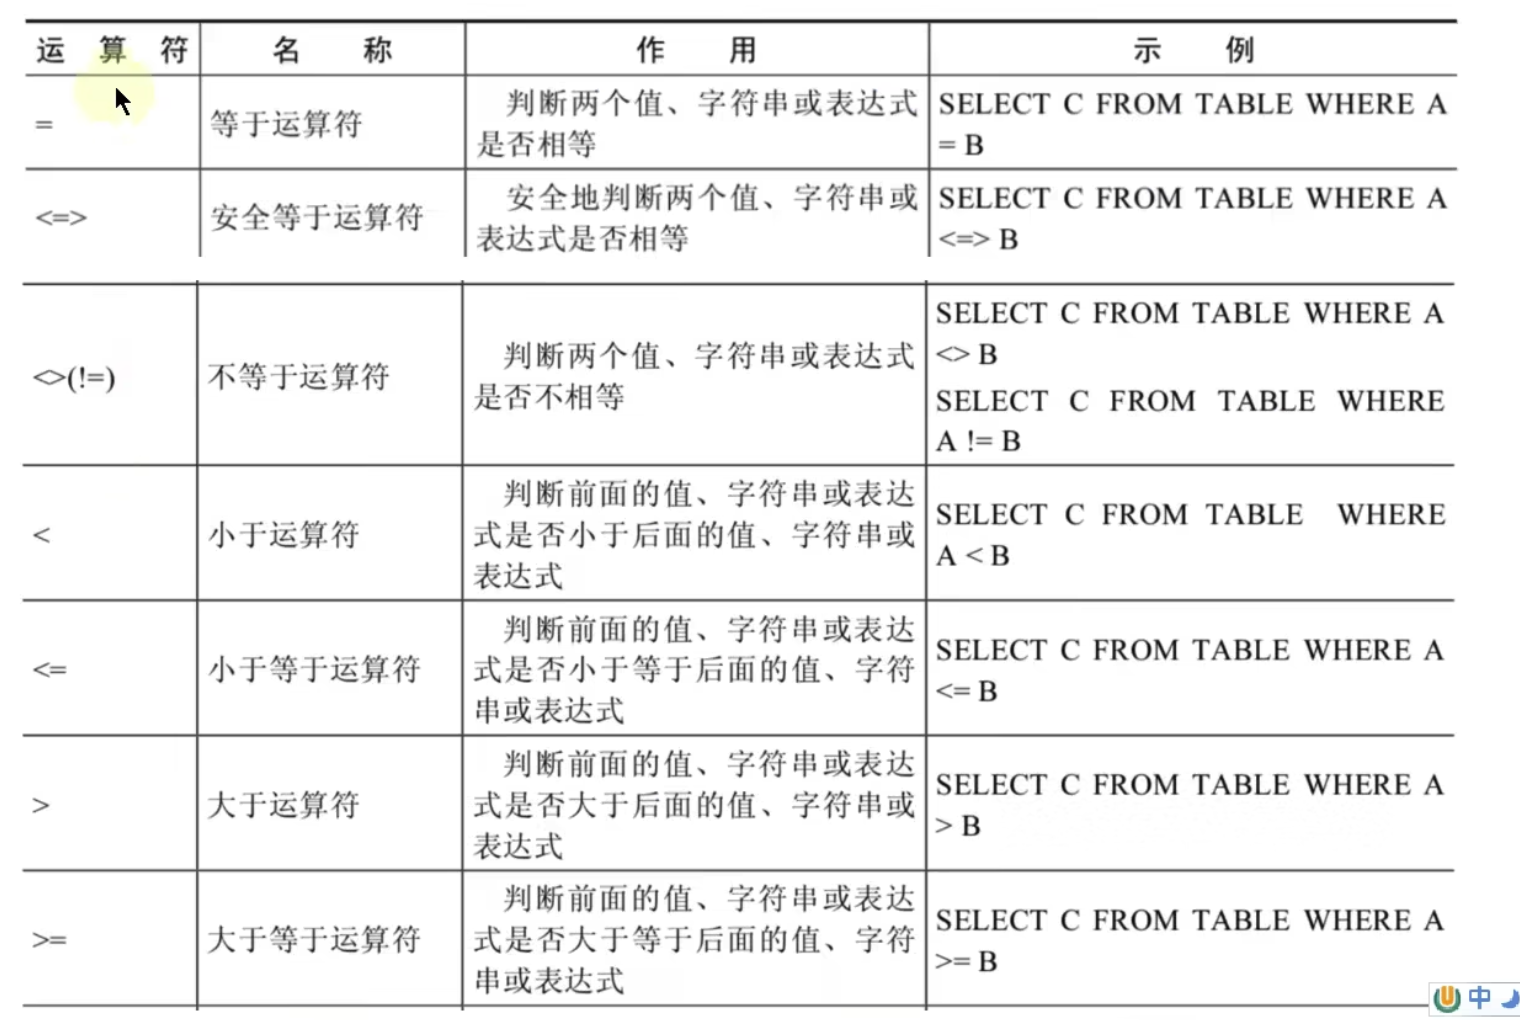 运 算 符 名 称 作 用 示 例
= 等于运算符
判断两个值、字符串或表达式
是否相等
SELECT C FROM TABLE WHERE A
= B
<=> 安全等于运算符
安全地判断两个值、字符串或
表达式是否相等
SELECT C FROM TABLE WHERE A
<=> B
<>(!=) 不等于运算符
判断两个值、字符串或表达式
是否不相等
SELECT C FROM TABLE WHERE A
<> B
SELECT C FROM TABLE WHERE
A != B
< 小于运算符
判断前面的值、字符串或表达
式是否小于后面的值、字符串或
表达式
SELECT C FROM TABLE WHERE
A < B
<= 小于等于运算符
判断前面的值、字符串或表达
式是否小于等于后面的值、字符
串或表达式
SELECT C FROM TABLE WHERE A
<= B
> 大于运算符
判断前面的值、字符串或表达
式是否大于后面的值、字符串或
表达式
SELECT C FROM TABLE WHERE A
> B
>= 大于等于运算符
判断前面的值、字符串或表达
式是否大于等于后面的值、字符
串或表达式
SELECT C FROM TABLE WHERE A
>= B
中